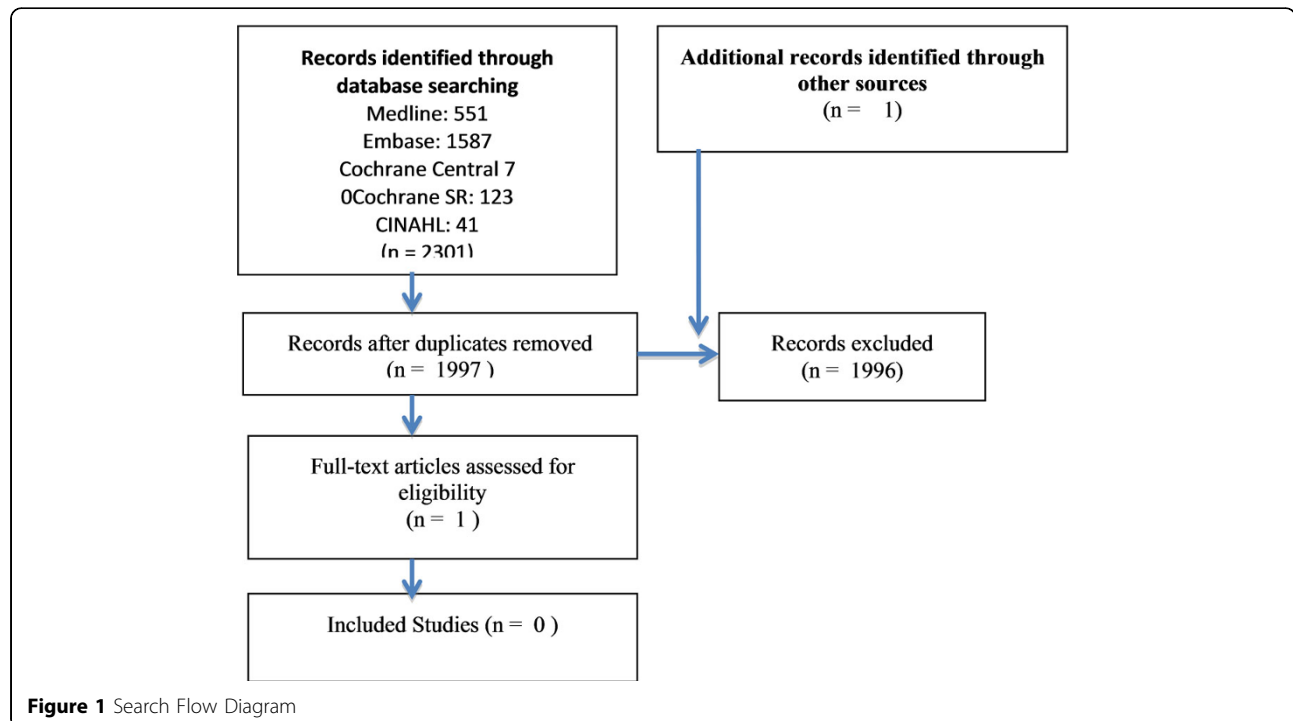 Records identified through
database searching
Medline: 551
Embase: 1587
Cochrane Central 7
0Cochrane SR: 123
CINAHL: 41
(n = 2301)
Additional records identified through
other sources
(n = 1)
Records after duplicates removed
(n = 1997 )
Records excluded
(n = 1996)
Full-text articles assessed for
eligibility
(n = 1 )
Included Studies (n = 0 )
Figure 1 Search Flow Diagram